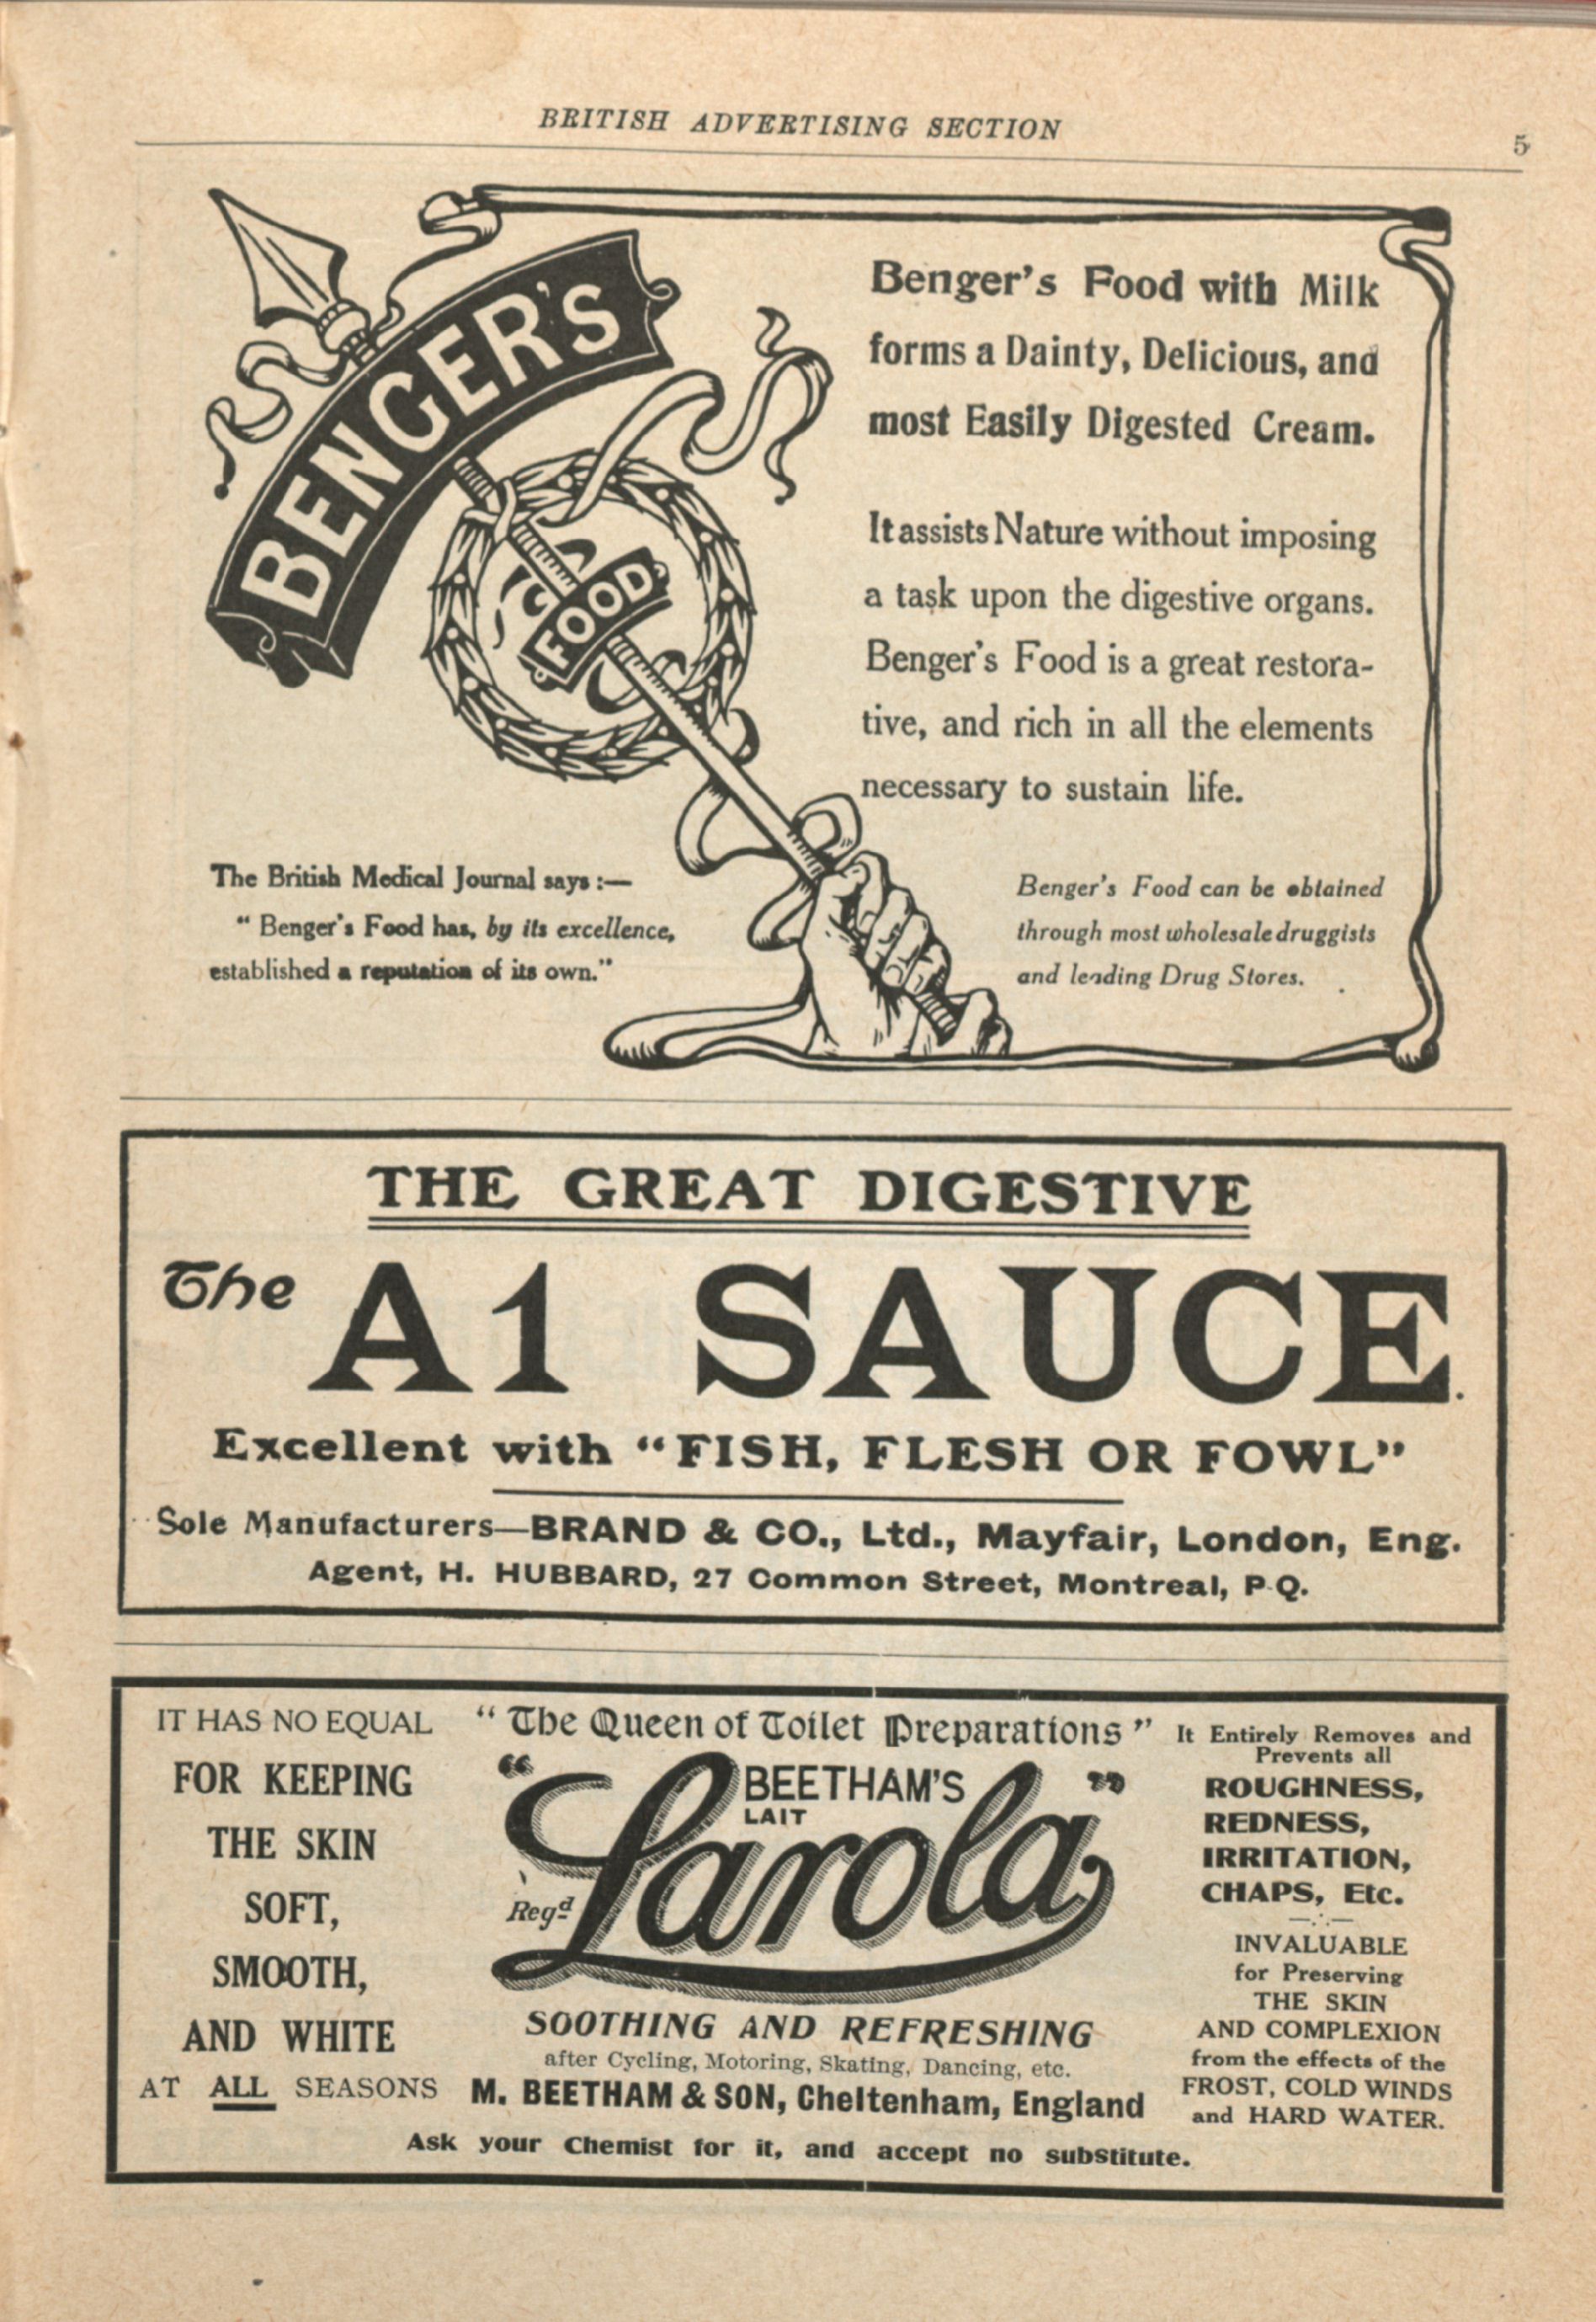 BRITISH ADVERTISING SECTION
5
BENGER'S
FOOD
Benger's Food with Milk
forms a Dainty, Delicious, and
most Easily Digested Cream.
It assists Nature without imposing
a task upon the digestive organs.
Benger's Food is a great restora-
tive, and rich in all the elements
necessary to sustain life.
The British Medical Journal says :—
" Benger's Food has, by its excellence,
established a reputation of its own."
Benger's Food can be obtained
through most wholesale druggists
and leading Drug Stores.
THE GREAT DIGESTIVE
The A1 SAUCE.
Excellent with "FISH, FLESH OR FOWL"
Sole Manufacturers—BRAND & CO., Ltd., Mayfair, London, Eng.
Agent, H. HUBBARD, 27 Common Street, Montreal, P.Q.
IT HAS NO EQUAL
FOR KEEPING
THE SKIN
SOFT,
SMOOTH,
AND WHITE
AT ALL SEASONS
" The Queen of Toilet Preparations "
BEETHAM'S
LAIT
"Larola"
Regd
SOOTHING AND REFRESHING
after Cycling, Motoring, Skating, Dancing, etc.
M. BEETHAM & SON, Cheltenham, England
It Entirely Removes and
Prevents all
ROUGHNESS,
REDNESS,
IRRITATION,
CHAPS, Etc.
INVALUABLE
for Preserving
THE SKIN
AND COMPLEXION
from the effects of the
FROST, COLD WINDS
and HARD WATER.
Ask your Chemist for it, and accept no substitute.